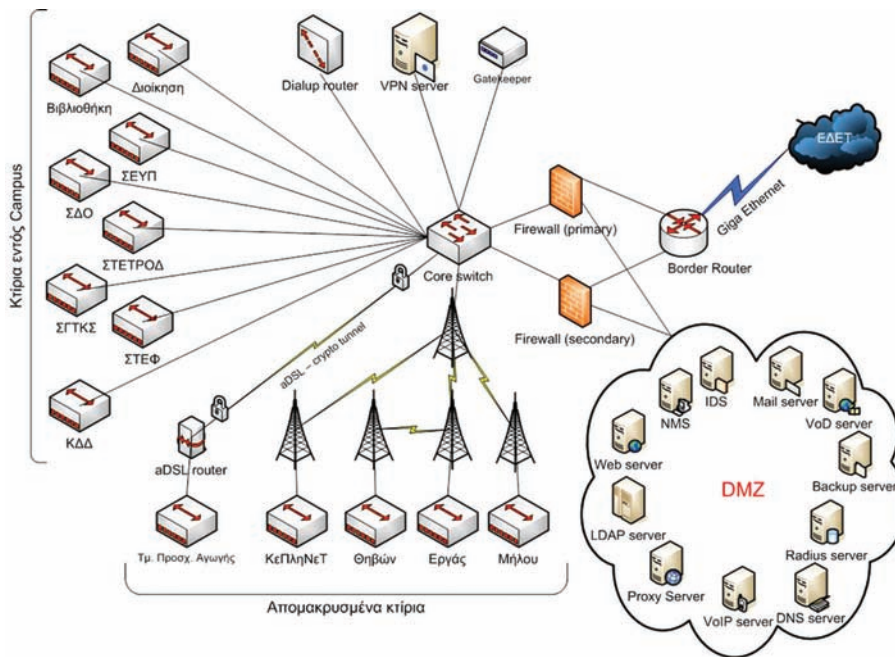 Κτίρια εντός Campus
Βιβλιοθήκη
Διοίκηση
ΣΕΥΠ
ΣΔΟ
ΣΤΕΤΡΟΔ
ΣΓΤΚΣ
ΣΤΕΦ
ΚΔΔ
Dialup router
VPN server
Gatekeeper
Core switch
Firewall (primary)
Firewall (secondary)
Border Router
Giga Ethernet
ΕΔΕΤ
aDSL – crypto tunnel
aDSL router
Τμ. Προσχ. Αγωγής
ΚεΠληΝεΤ
Θηβών
Εργάς
Μήλου
Απομακρυσμένα κτίρια
DMZ
IDS
NMS
Mail server
VoD server
Web server
Backup server
LDAP server
Radius server
Proxy Server
VoIP server
DNS server